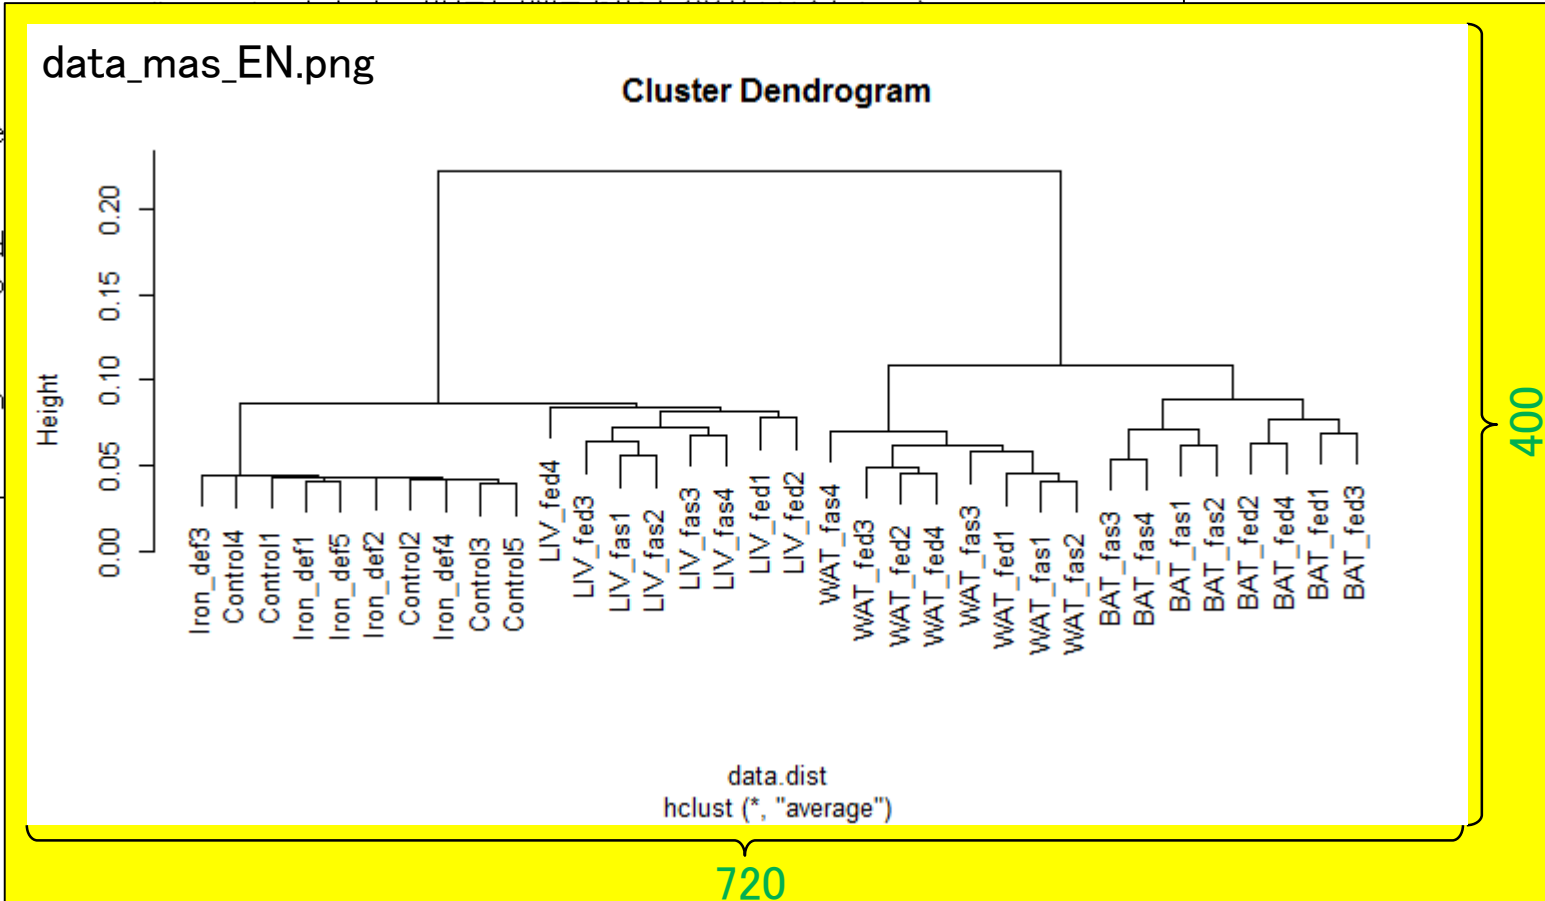 data_mas_EN.png
Cluster Dendrogram
Height
0.00
0.05
0.10
0.15
0.20
Iron_def3
Control4
Control1
Iron_def1
Iron_def5
Iron_def2
Control2
Iron_def4
Control3
Control5
LIV_fed4
LIV_fed3
LIV_fas1
LIV_fas2
LIV_fas3
LIV_fas4
LIV_fed1
LIV_fed2
WAT_fas4
WAT_fed3
WAT_fed2
WAT_fed4
WAT_fas3
WAT_fed1
WAT_fas1
WAT_fas2
BAT_fas3
BAT_fas4
BAT_fas1
BAT_fas2
BAT_fed2
BAT_fed4
BAT_fed1
BAT_fed3
data.dist
hclust (*, "average")
400
720